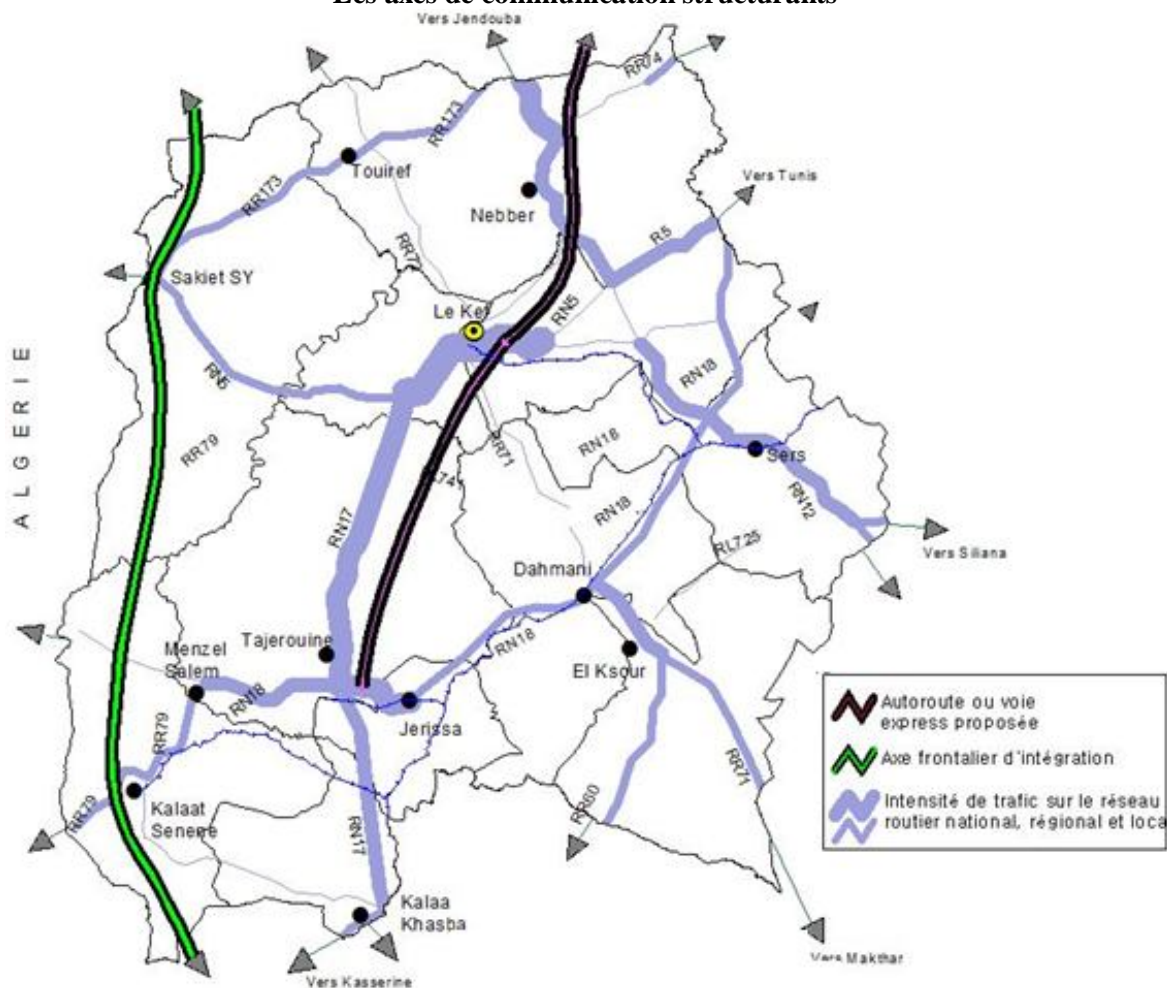 Les axes de communication structurants
Vers Jendouba
RR74
RR173
Touiref
RR173
Nebber
Vers Tunis
R5
RR7
Sakiet SY
Le Kef
RN5
RN5
RN18
ALGERIE
RR79
RR71
RN16
Sers
RN17
RN18
RN12
RL725
Vers Siliana
Dahmani
Tajerouine
Menzel
Salem
RN18
RN18
El Ksour
Jerissa
RR79
RR71
Kalaat
Senene
RR79
RN17
RR60
Kalaa
Khasba
Vers Kasserine
Vers Makthar
Autoroute ou voie
express proposée
Axe frontalier d'intégration
Intensité de trafic sur le réseau
routier national, régional et loca